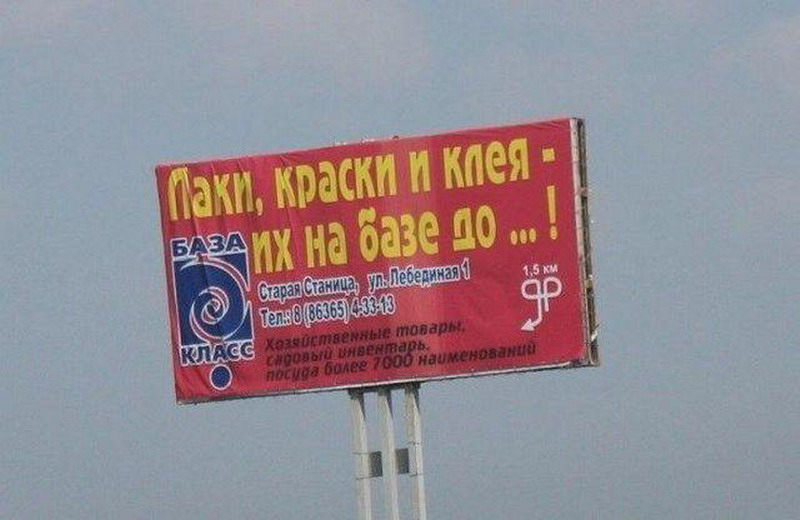 Лаки, краски и клея -
их на базе до ... !
БАЗА
КЛАСС
Старая Станица, ул. Лебединая 1
Тел.: 8 (86365) 4-33-13
1,5 км
Хозяйственные товары,
садовый инвентарь,
посуда более 7000 наименований